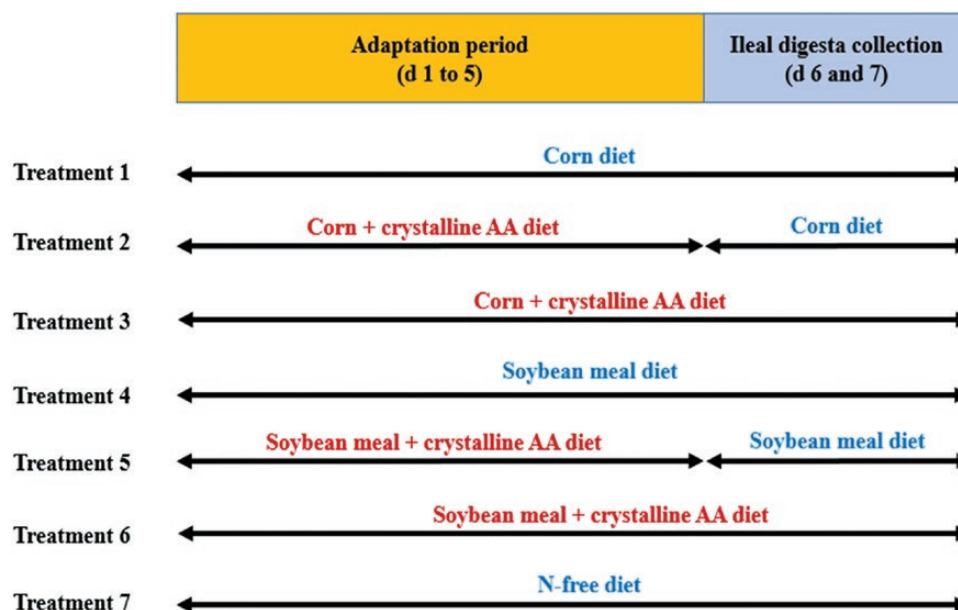 Adaptation period
(d 1 to 5)
Ileal digesta collection
(d 6 and 7)
Treatment 1
Corn diet
Treatment 2
Corn + crystalline AA diet
Corn diet
Treatment 3
Corn + crystalline AA diet
Treatment 4
Soybean meal diet
Treatment 5
Soybean meal + crystalline AA diet
Soybean meal diet
Treatment 6
Soybean meal + crystalline AA diet
Treatment 7
N-free diet